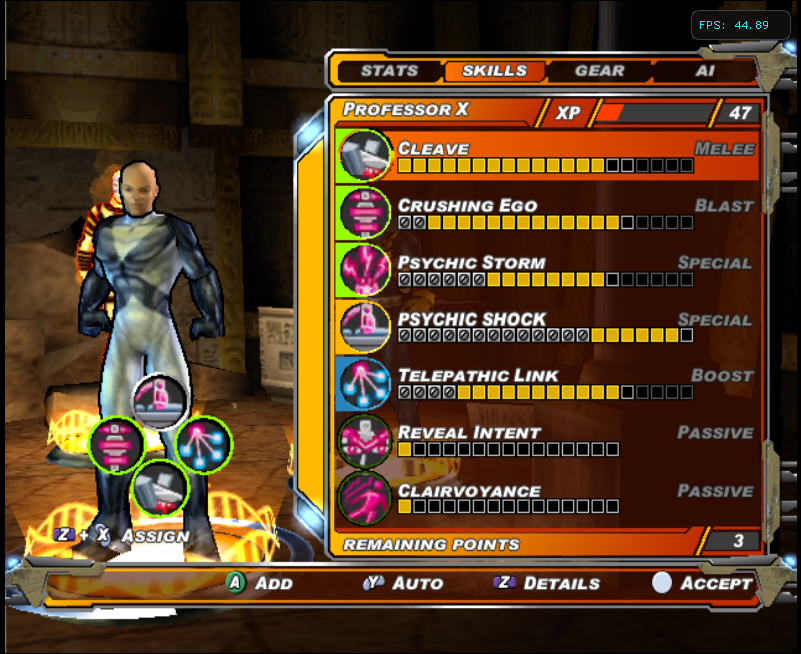 FPS: 44.89
STATS SKILLS GEAR AI
PROFESSOR X XP 47
CLEAVE MELEE
CRUSHING EGO BLAST
PSYCHIC STORM SPECIAL
PSYCHIC SHOCK SPECIAL
TELEPATHIC LINK BOOST
REVEAL INTENT PASSIVE
CLAIRVOYANCE PASSIVE
Z + X ASSIGN
REMAINING POINTS 3
A ADD Y AUTO Z DETAILS ACCEPT